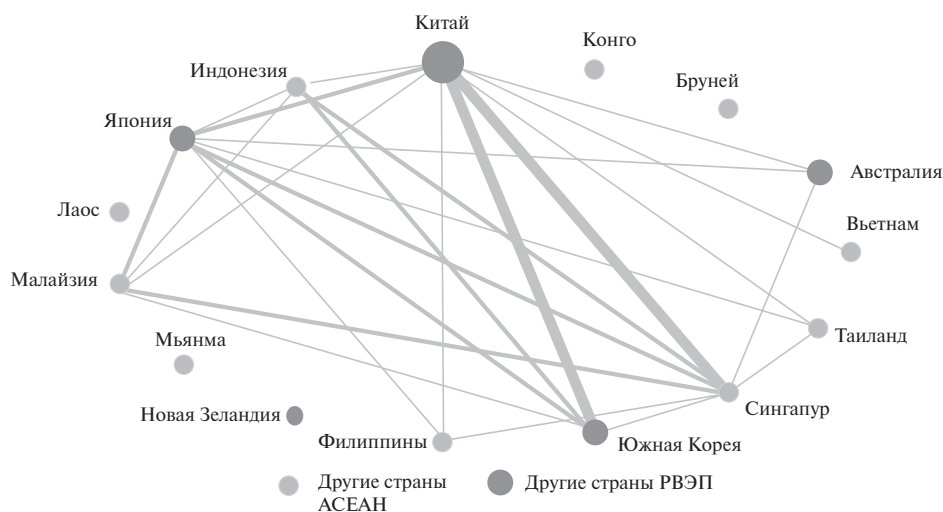 Китай
Конго
Индонезия
Бруней
Япония
Австралия
Лаос
Вьетнам
Малайзия
Таиланд
Мьянма
Сингапур
Новая Зеландия
Филиппины
Южная Корея
Другие страны
АСЕАН
Другие страны РВЭП